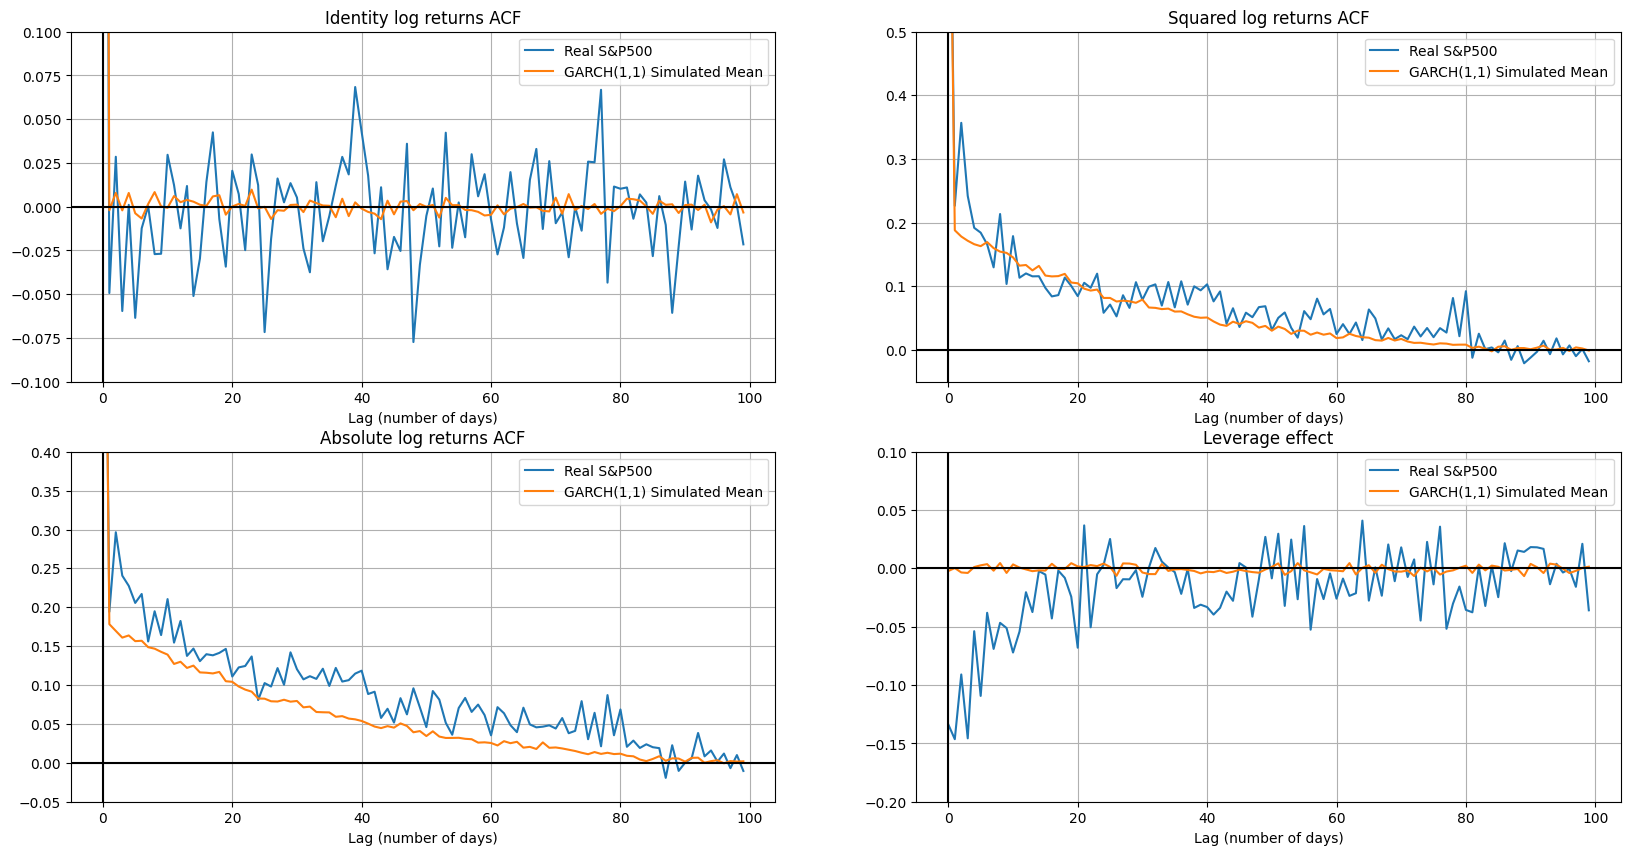 Identity log returns ACF
0.100
0.075
0.050
0.025
0.000
−0.025
−0.050
−0.075
−0.100
0 20 40 60 80 100
Lag (number of days)
Real S&P500
GARCH(1,1) Simulated Mean
Squared log returns ACF
0.5
0.4
0.3
0.2
0.1
0.0
0 20 40 60 80 100
Lag (number of days)
Real S&P500
GARCH(1,1) Simulated Mean
Absolute log returns ACF
0.40
0.35
0.30
0.25
0.20
0.15
0.10
0.05
0.00
−0.05
0 20 40 60 80 100
Lag (number of days)
Real S&P500
GARCH(1,1) Simulated Mean
Leverage effect
0.10
0.05
0.00
−0.05
−0.10
−0.15
−0.20
0 20 40 60 80 100
Lag (number of days)
Real S&P500
GARCH(1,1) Simulated Mean